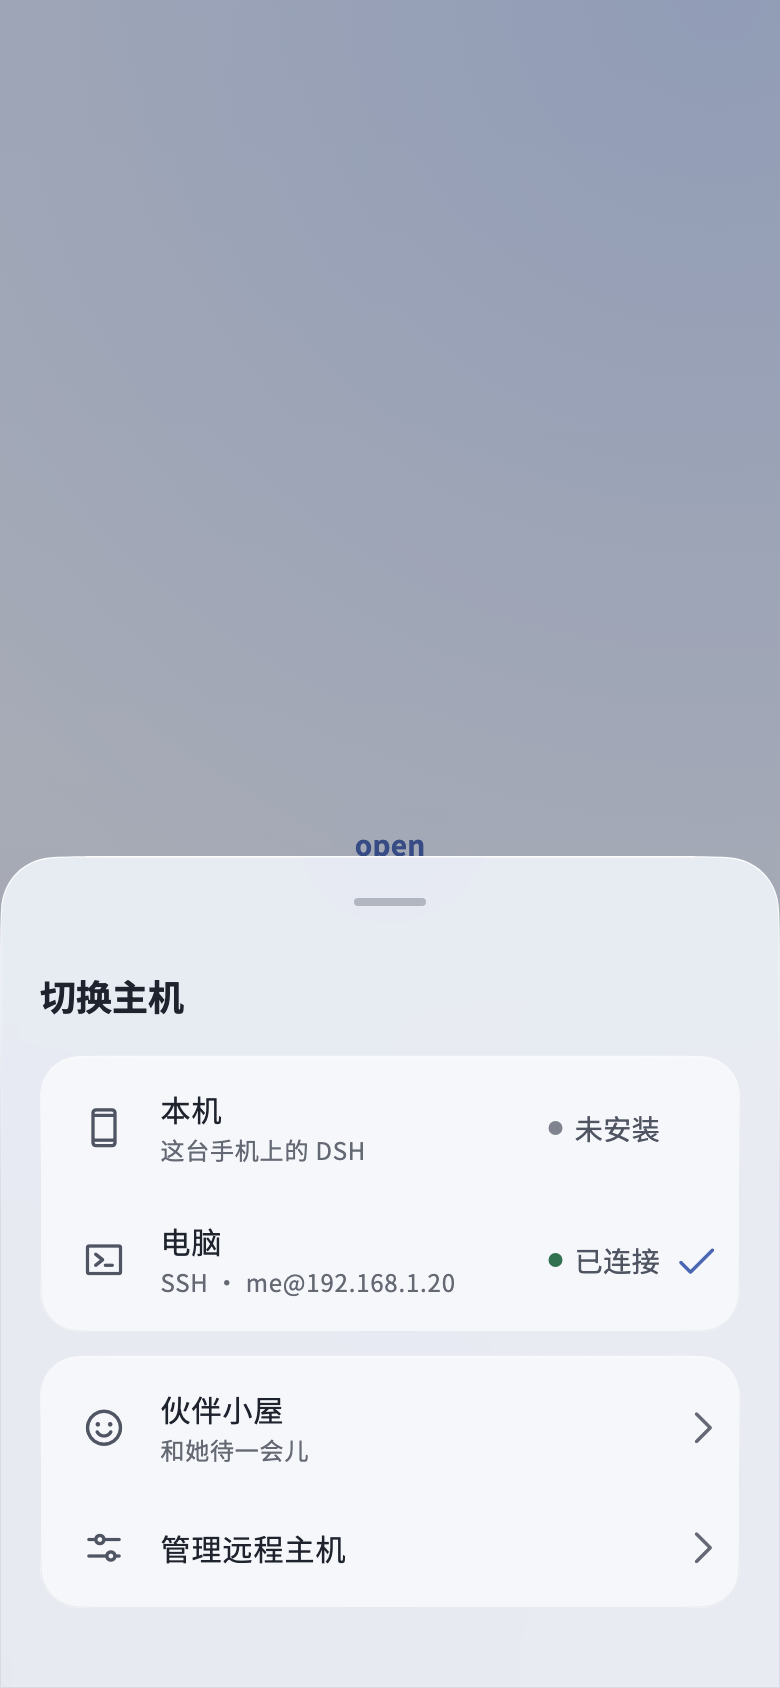 open
切换主机
本机
这台手机上的 DSH
未安装
电脑
SSH • me@192.168.1.20
已连接
伙伴小屋
和她待一会儿
管理远程主机